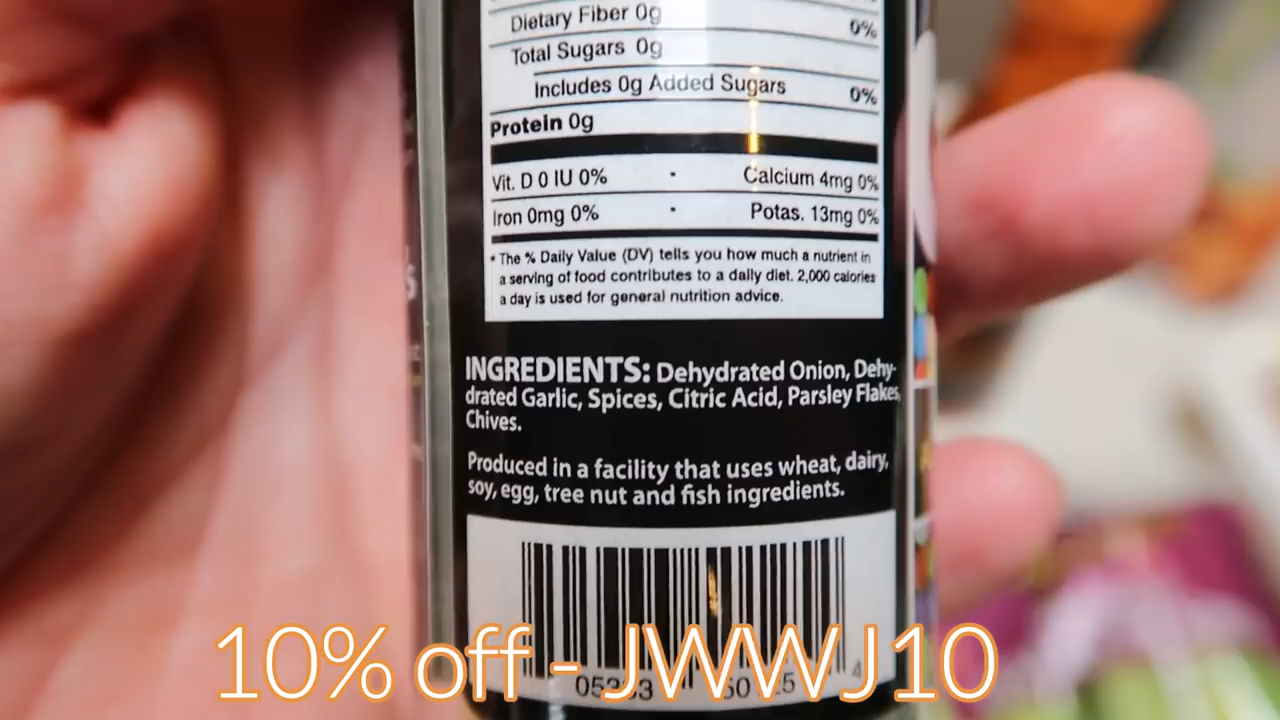 Dietary Fiber 0g 0%
Total Sugars 0g
Includes 0g Added Sugars 0%
Protein 0g
Vit. D 0 IU 0% • Calcium 4mg 0%
Iron 0mg 0% • Potas. 13mg 0%
* The % Daily Value (DV) tells you how much a nutrient in
a serving of food contributes to a daily diet. 2,000 calories
a day is used for general nutrition advice.
INGREDIENTS: Dehydrated Onion, Dehy-
drated Garlic, Spices, Citric Acid, Parsley Flakes,
Chives.
Produced in a facility that uses wheat, dairy,
soy, egg, tree nut and fish ingredients.
10% off - JWWJ10